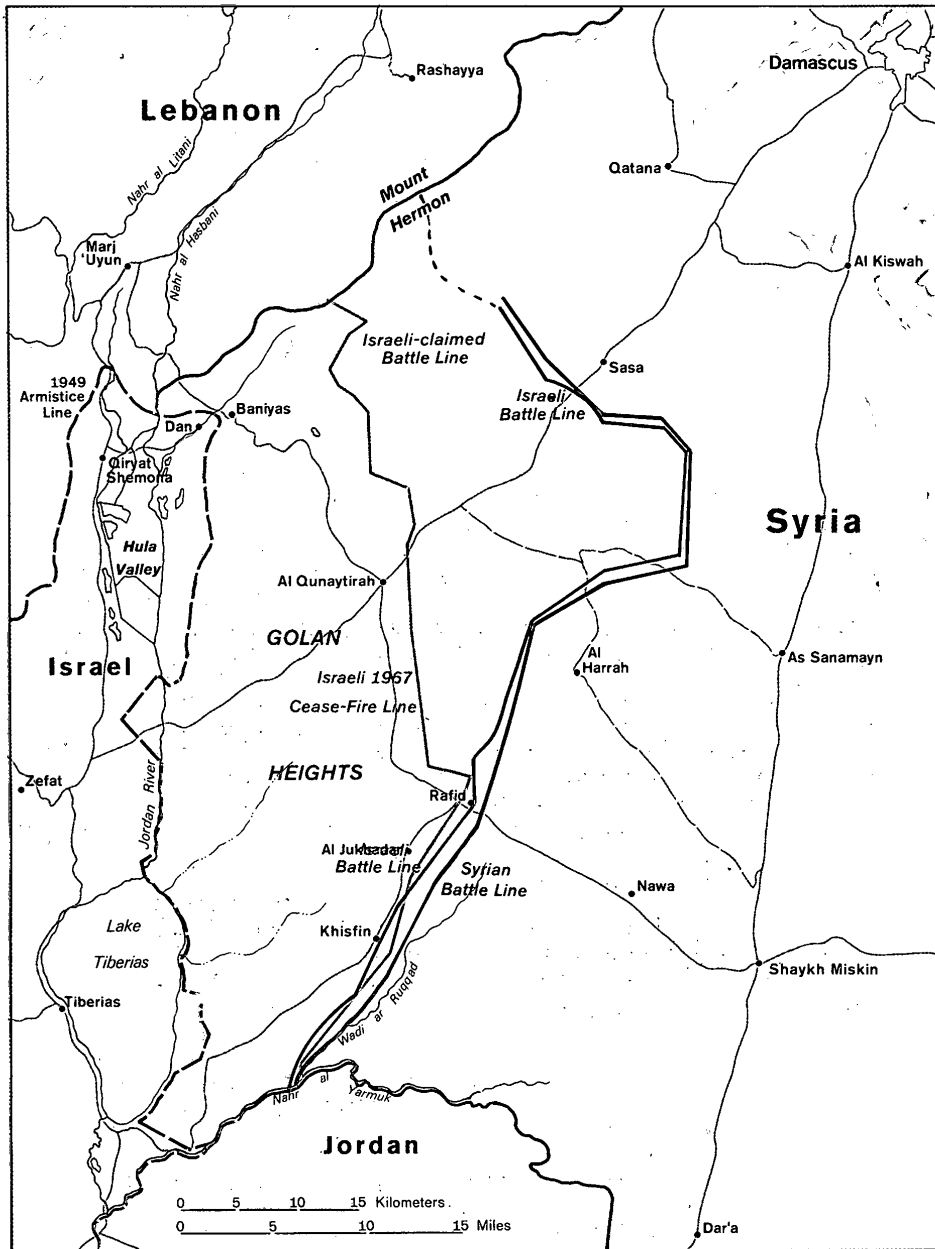 Rashayya
Damascus
Lebanon
Nahr al Litani
Qatana
Mount
Hermon
Nahr al Hasbani
Marj
'Uyun
Al Kiswah
Israeli-claimed
Battle Line
Sasa
1949
Armistice
Line
Israeli
Battle Line
Baniyas
Dan
Qiryat
Shemona
Syria
Hula
Valley
Al Qunaytirah
GOLAN
Israel
Al
Harrah
As Sanamayn
Israeli 1967
Cease-Fire Line
HEIGHTS
Zefat
Jordan River
Rafid
Al Jukhadar
Israeli
Battle Line
Syrian
Battle Line
Nawa
Lake
Tiberias
Khisfin
Shaykh Miskin
Wadi ar Ruqqad
Tiberias
Nahr al Yarmuk
Jordan
0 5 10 15 Kilometers
0 5 10 15 Miles
Dar'a